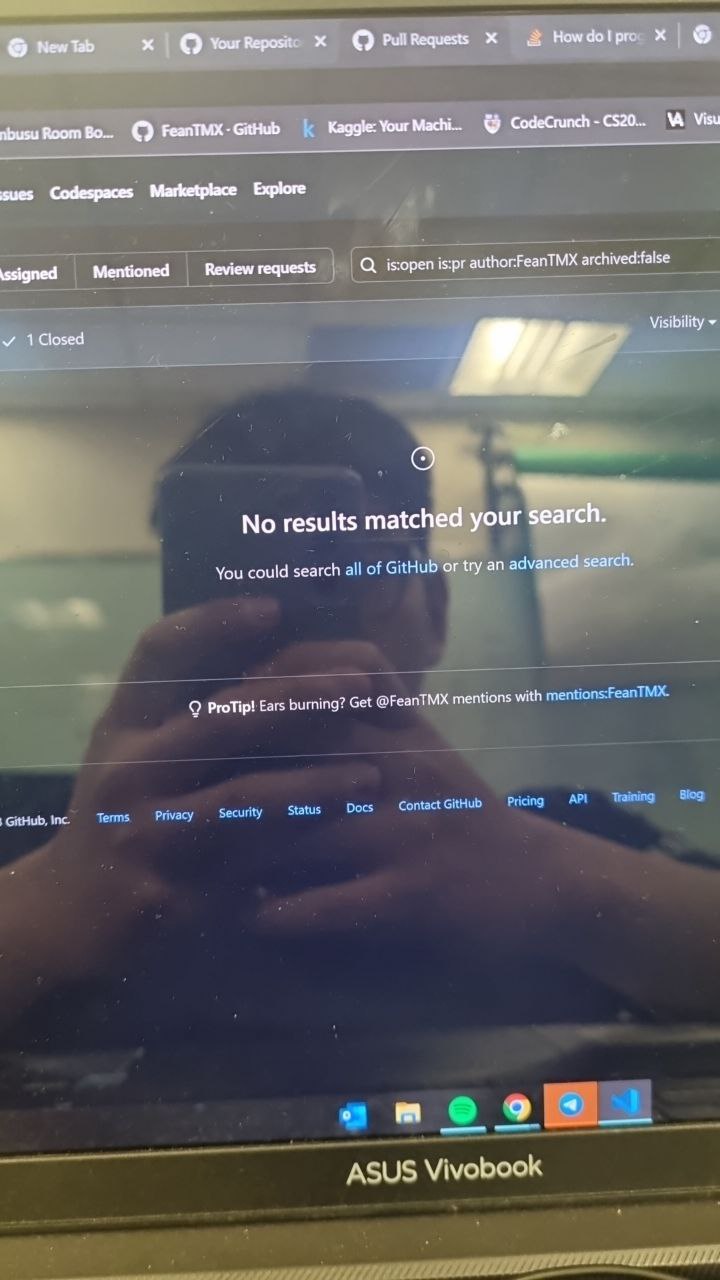 New Tab Your Reposito Pull Requests How do I prog
nbusu Room Bo... FeanTMX · GitHub k Kaggle: Your Machi... CodeCrunch - CS20... Visu
ssues Codespaces Marketplace Explore
Assigned Mentioned Review requests is:open is:pr author:FeanTMX archived:false
1 Closed Visibility
No results matched your search.
You could search all of GitHub or try an advanced search.
ProTip! Ears burning? Get @FeanTMX mentions with mentions:FeanTMX.
GitHub, Inc. Terms Privacy Security Status Docs Contact GitHub Pricing API Training Blog
ASUS Vivobook